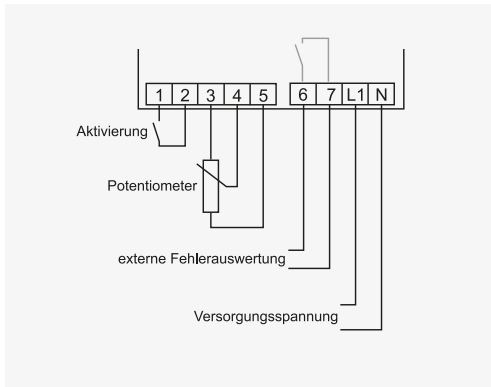 1 2 3 4 5 6 7 L1 N
Aktivierung
Potentiometer
externe Fehlerauswertung
Versorgungsspannung